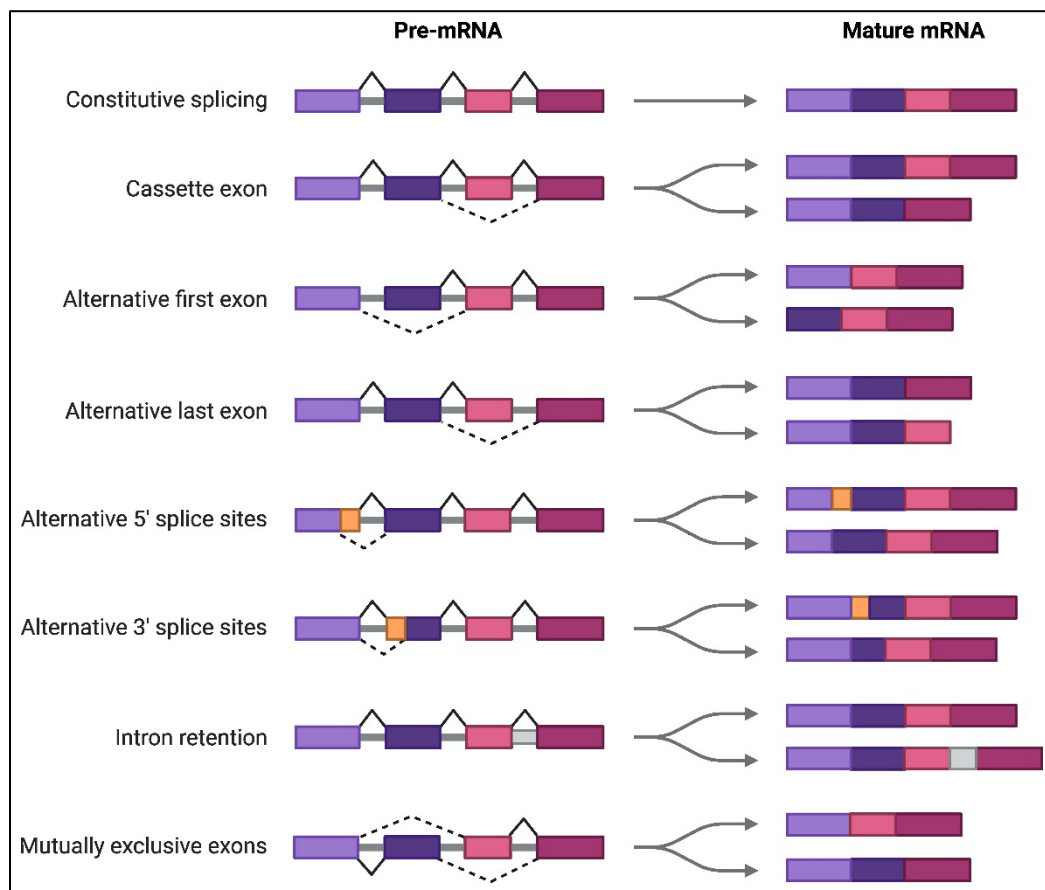 Pre-mRNA Mature mRNA
Constitutive splicing
Cassette exon
Alternative first exon
Alternative last exon
Alternative 5' splice sites
Alternative 3' splice sites
Intron retention
Mutually exclusive exons